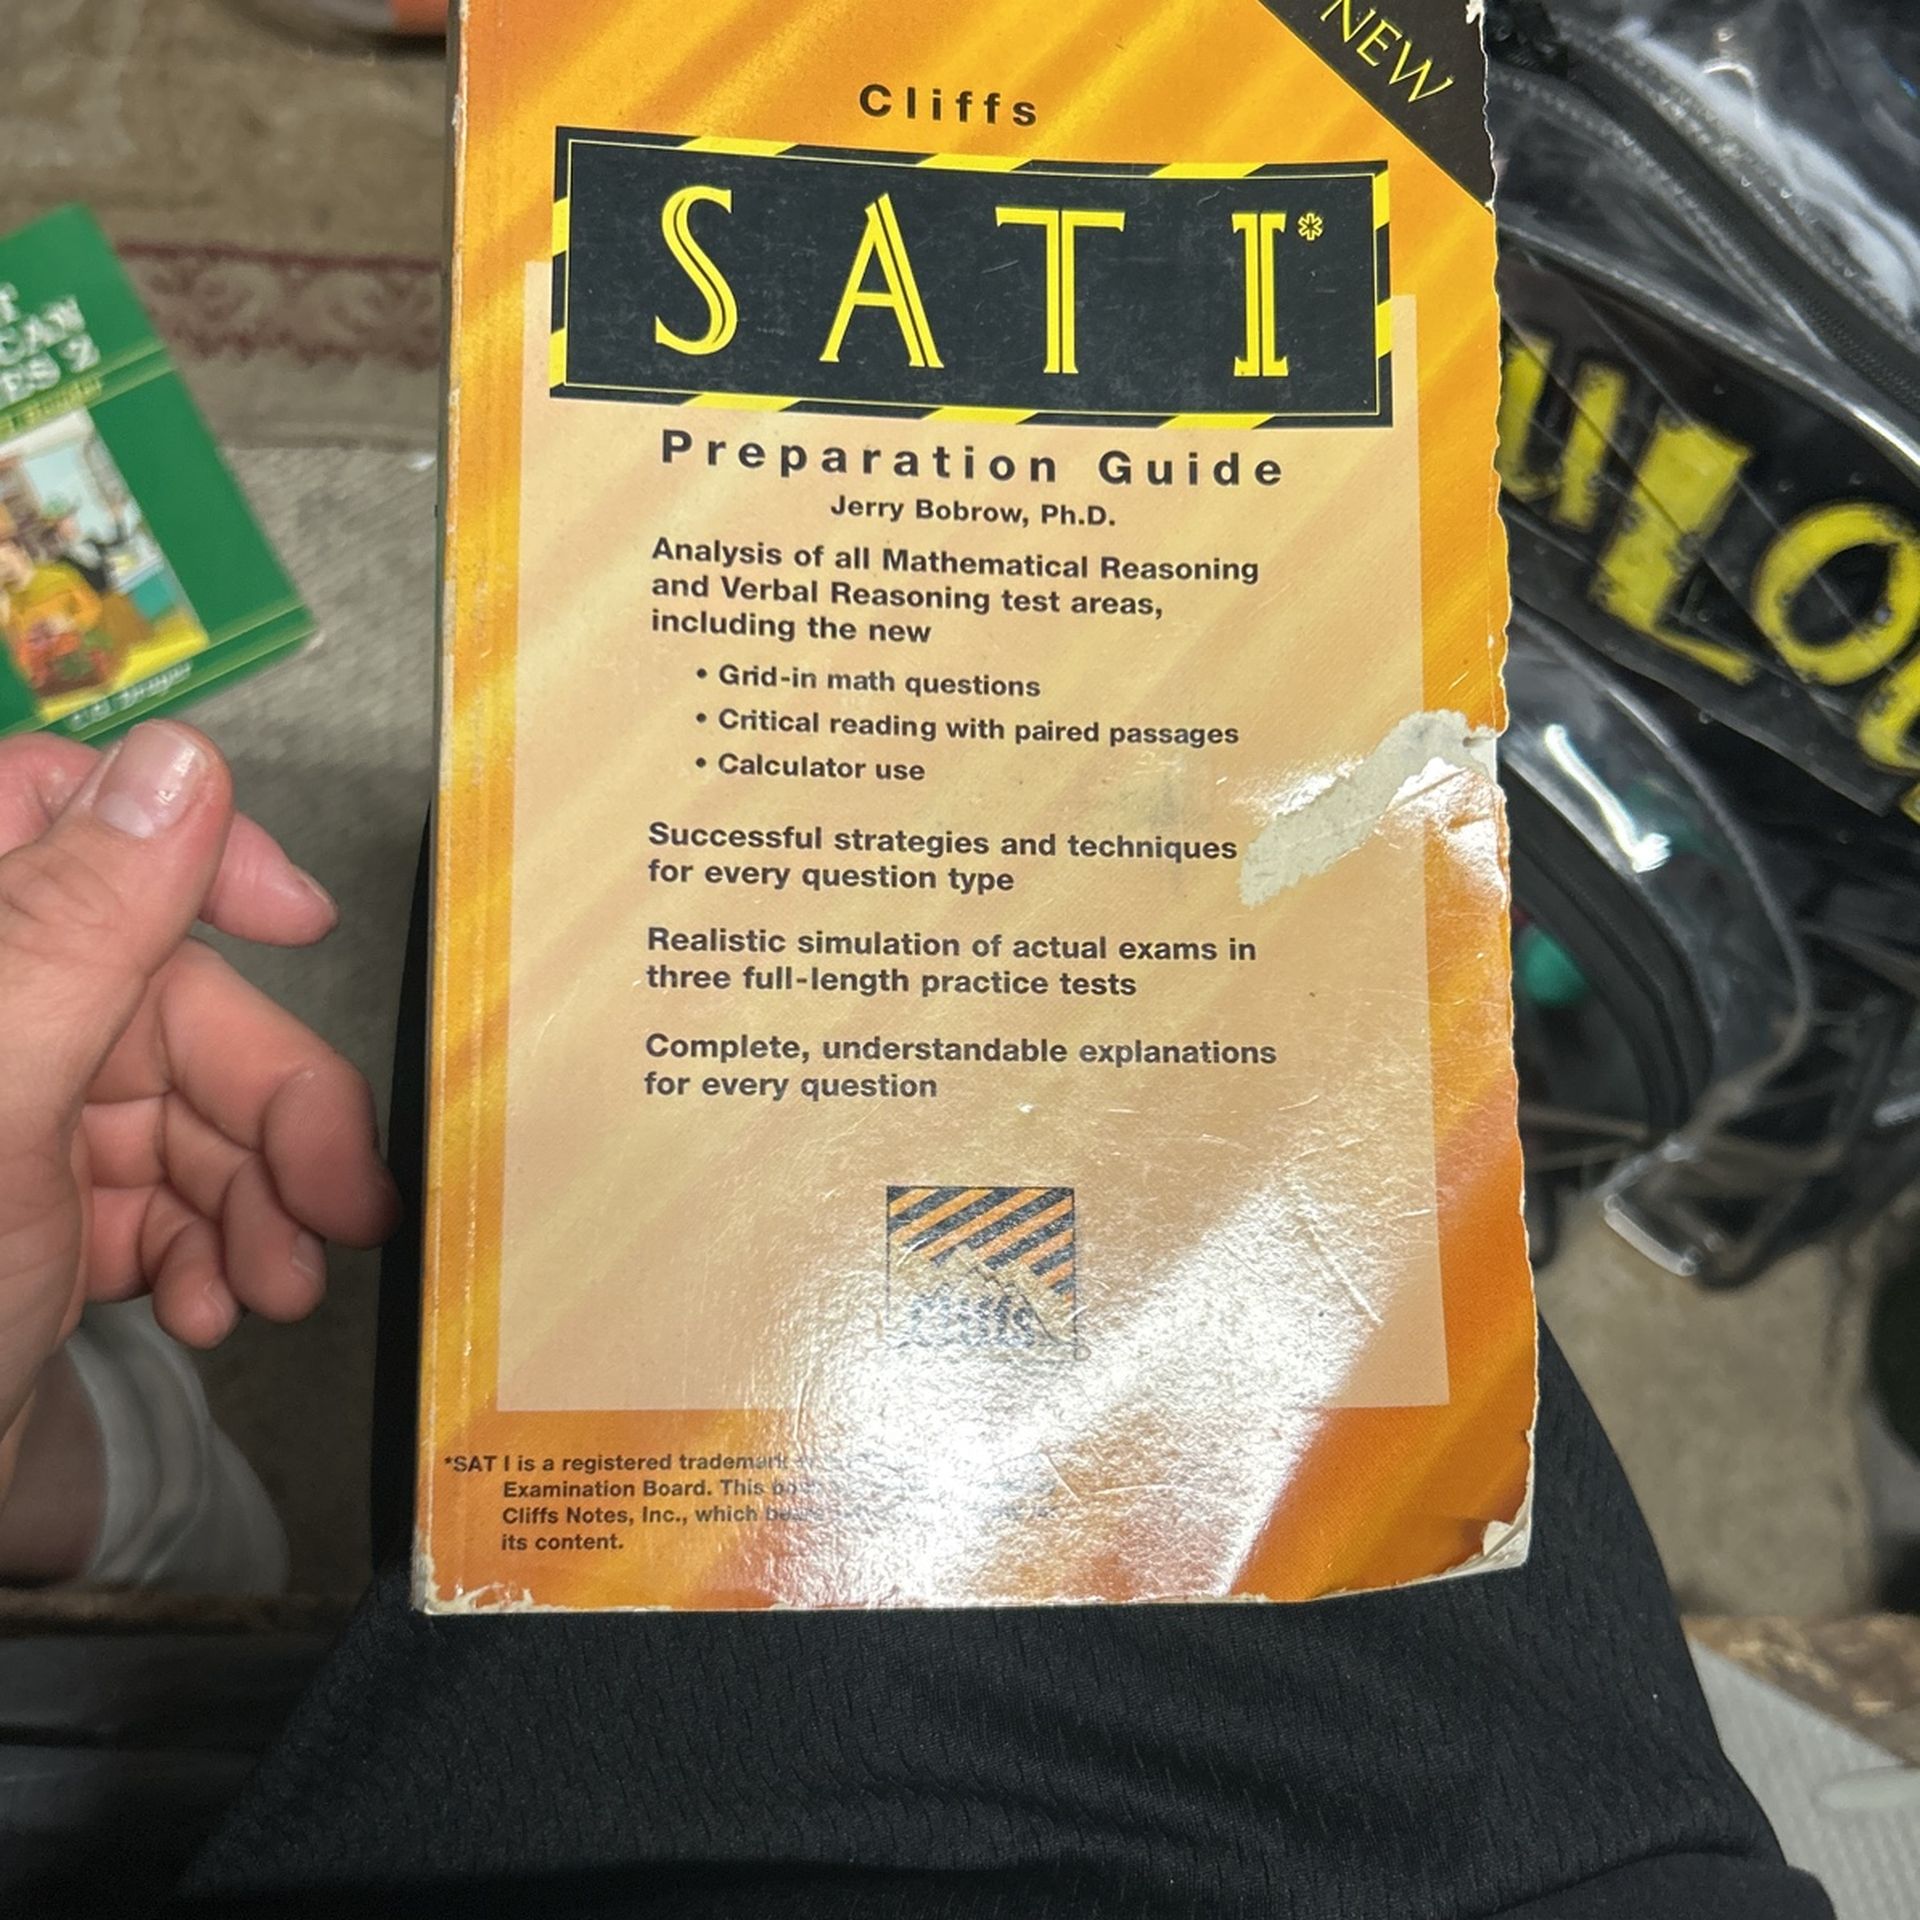 NEW
Cliffs
SAT I*
Preparation Guide
Jerry Bobrow, Ph.D.
Analysis of all Mathematical Reasoning
and Verbal Reasoning test areas,
including the new
• Grid-in math questions
• Critical reading with paired passages
• Calculator use
Successful strategies and techniques
for every question type
Realistic simulation of actual exams in
three full-length practice tests
Complete, understandable explanations
for every question
cliffs
*SAT I is a registered trademark
Examination Board. This
Cliffs Notes, Inc., which
its content.